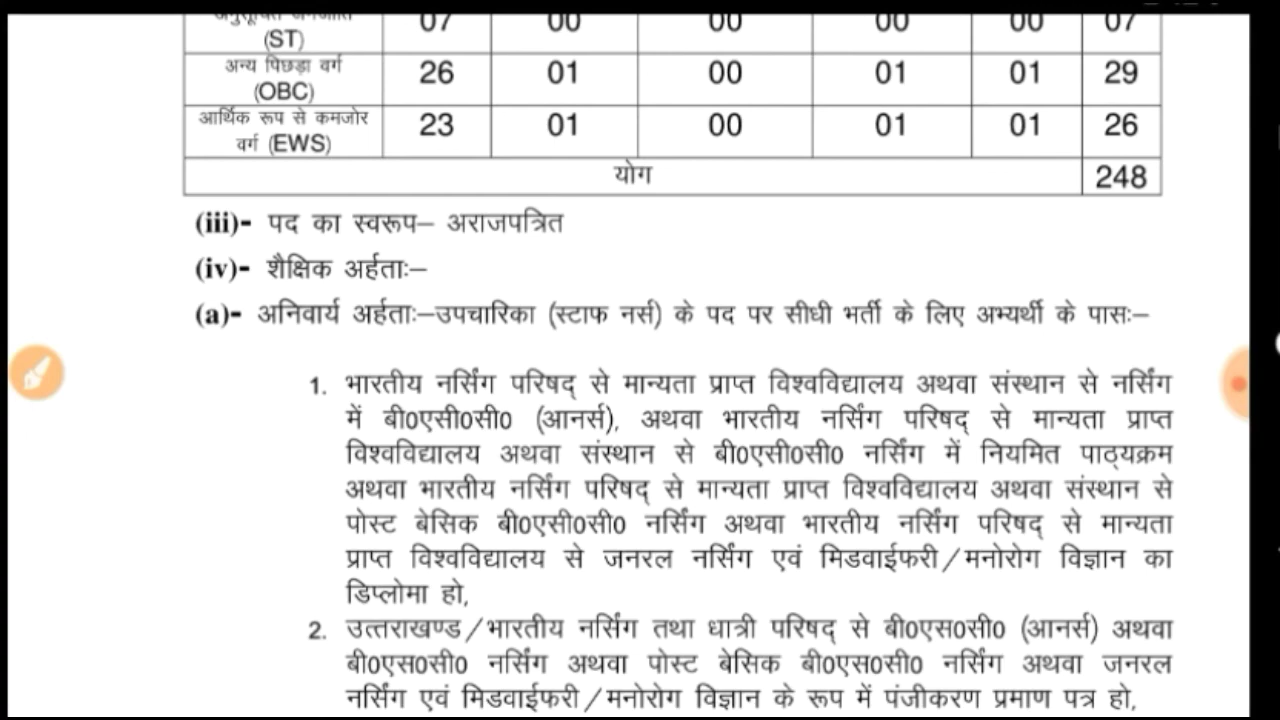 (ST) 07 00 00 00 00 07
अन्य पिछड़ा वर्ग
(OBC) 26 01 00 01 01 29
आर्थिक रूप से कमजोर
वर्ग (EWS) 23 01 00 01 01 26
योग 248
(iii)- पद का स्वरूप– अराजपत्रित
(iv)- शैक्षिक अर्हताः–
(a)- अनिवार्य अर्हताः–उपचारिका (स्टाफ नर्स) के पद पर सीधी भर्ती के लिए अभ्यर्थी के पासः–
1. भारतीय नर्सिंग परिषद् से मान्यता प्राप्त विश्वविद्यालय अथवा संस्थान से नर्सिंग
में बी0एसी0सी0 (आनर्स), अथवा भारतीय नर्सिंग परिषद् से मान्यता प्राप्त
विश्वविद्यालय अथवा संस्थान से बी0एसी0सी0 नर्सिंग में नियमित पाठ्यक्रम
अथवा भारतीय नर्सिंग परिषद् से मान्यता प्राप्त विश्वविद्यालय अथवा संस्थान से
पोस्ट बेसिक बी0एसी0सी0 नर्सिंग अथवा भारतीय नर्सिंग परिषद् से मान्यता
प्राप्त विश्वविद्यालय से जनरल नर्सिंग एवं मिडवाईफरी/मनोरोग विज्ञान का
डिप्लोमा हो,
2. उत्तराखण्ड/भारतीय नर्सिंग तथा धात्री परिषद् से बी0एस0सी0 (आनर्स) अथवा
बी0एस0सी0 नर्सिंग अथवा पोस्ट बेसिक बी0एस0सी0 नर्सिंग अथवा जनरल
नर्सिंग एवं मिडवाईफरी/मनोरोग विज्ञान के रूप में पंजीकरण प्रमाण पत्र हो,